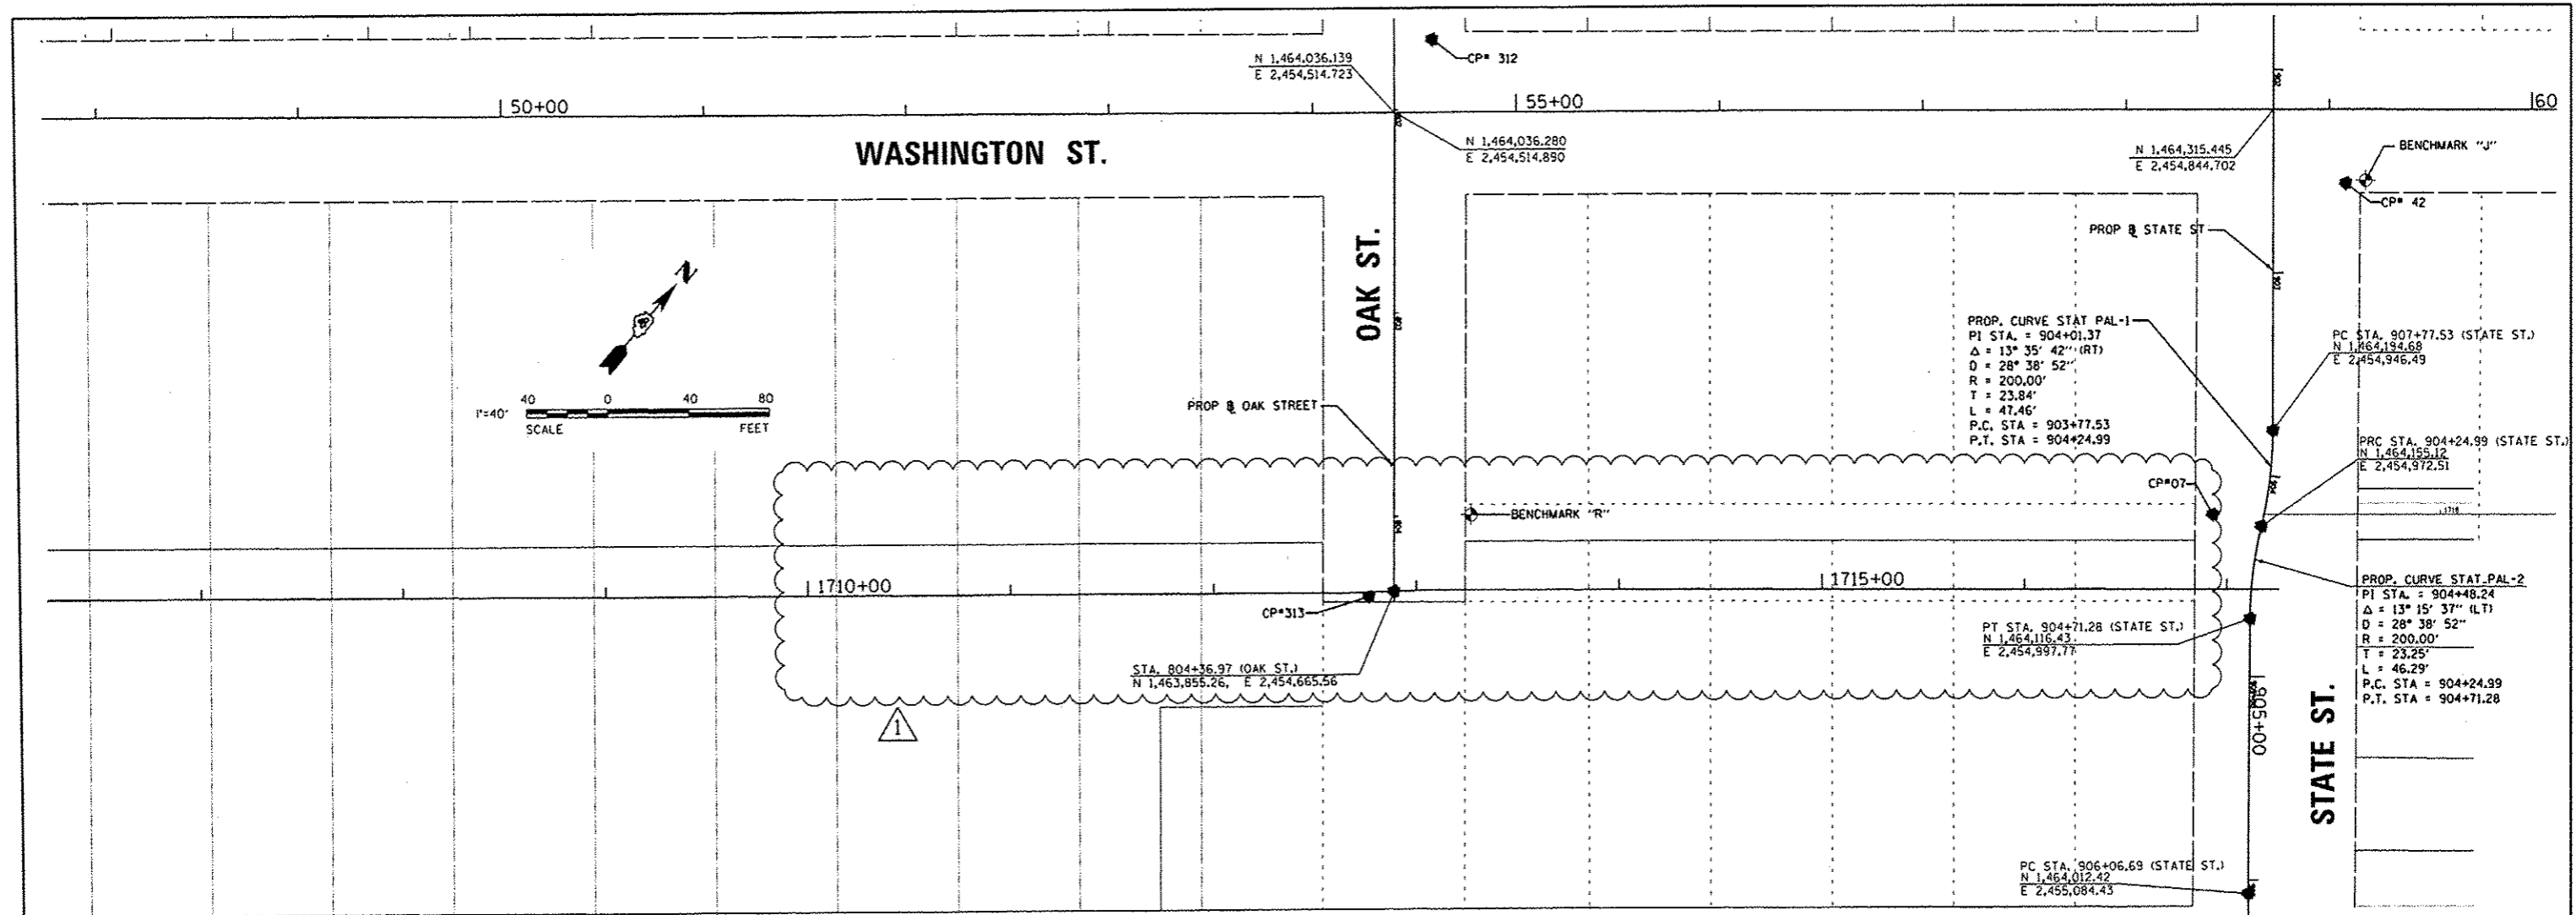 N 1,464,036.139
E 2,454,514.723
CP# 312
50+00
55+00
60
WASHINGTON ST.
N 1,464,036.280
E 2,454,514.890
N 1,464,315.445
E 2,454,844.702
BENCHMARK "J"
CP# 42
PROP ℄ STATE ST
OAK ST.
N
1"=40'
40 0 40 80
SCALE FEET
PROP ℄ OAK STREET
PROP. CURVE STAT PAL-1
PI STA. = 904+01.37
Δ = 13° 35' 42" (RT)
D = 28° 38' 52"
R = 200.00'
T = 23.84'
L = 47.46'
P.C. STA = 903+77.53
P.T. STA = 904+24.99
PC STA. 907+77.53 (STATE ST.)
N 1,464,194.68
E 2,454,946.49
PRC STA. 904+24.99 (STATE ST.)
N 1,464,155.12
E 2,454,972.51
CP#07
BENCHMARK "R"
1710+00
1715+00
CP#313
STA. 804+36.97 (OAK ST.)
N 1,463,855.26, E 2,454,665.56
PT STA. 904+71.28 (STATE ST.)
N 1,464,116.43
E 2,454,997.77
PROP. CURVE STAT.PAL-2
PI STA. = 904+48.24
Δ = 13° 15' 37" (LT)
D = 28° 38' 52"
R = 200.00'
T = 23.25'
L = 46.29'
P.C. STA = 904+24.99
P.T. STA = 904+71.28
1
905+00
STATE ST.
PC STA. 906+06.69 (STATE ST.)
N 1,464,012.42
E 2,455,084.43